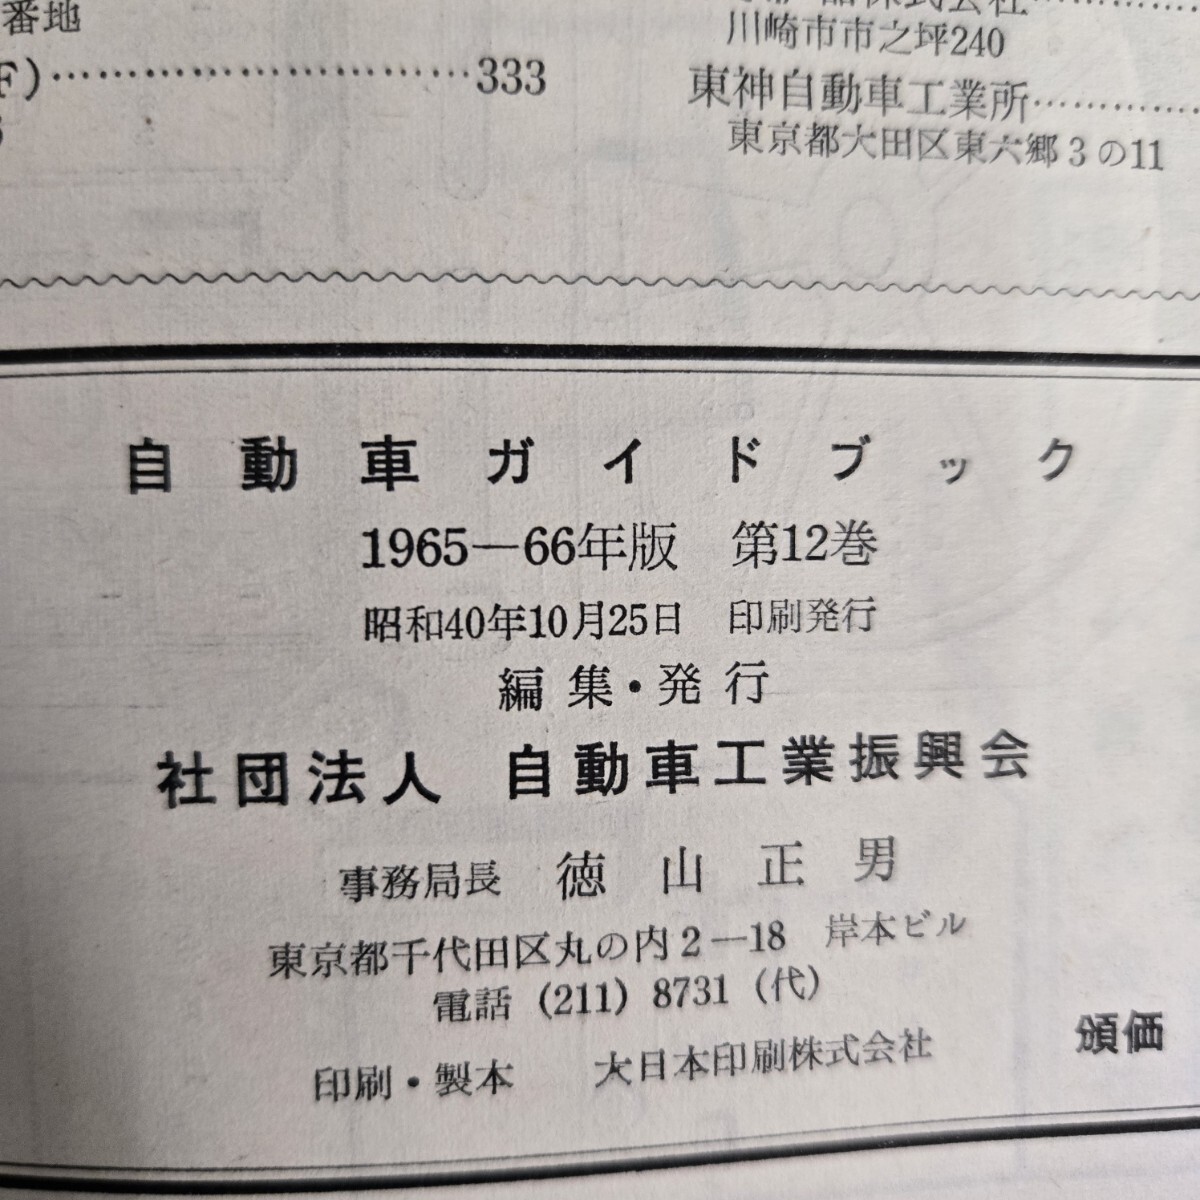 番地
F)………………………333
川崎市市之坪240
東神自動車工業所…………
東京都大田区東六郷3の11
自動車ガイドブック
1965—66年版　第12巻
昭和40年10月25日　印刷発行
編集・発行
社団法人　自動車工業振興会
事務局長　徳山正男
東京都千代田区丸の内2—18　岸本ビル
電話（211）8731（代）
印刷・製本　大日本印刷株式会社
頒価